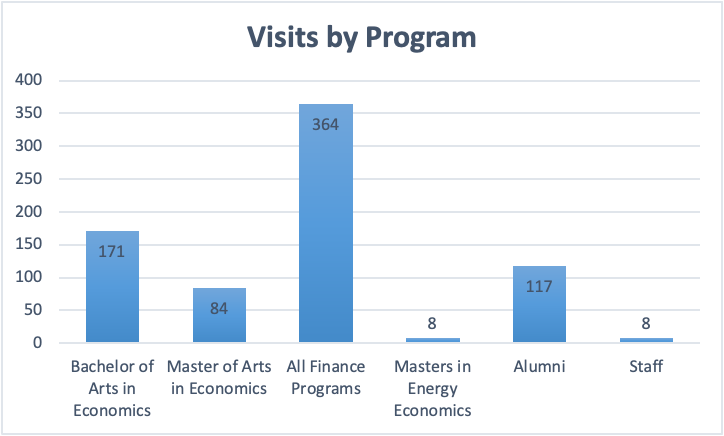 Visits by Program
400
350
300
250
200
150
100
50
0
171
84
364
8
117
8
Bachelor of
Arts in
Economics
Master of Arts
in Economics
All Finance
Programs
Masters in
Energy
Economics
Alumni
Staff